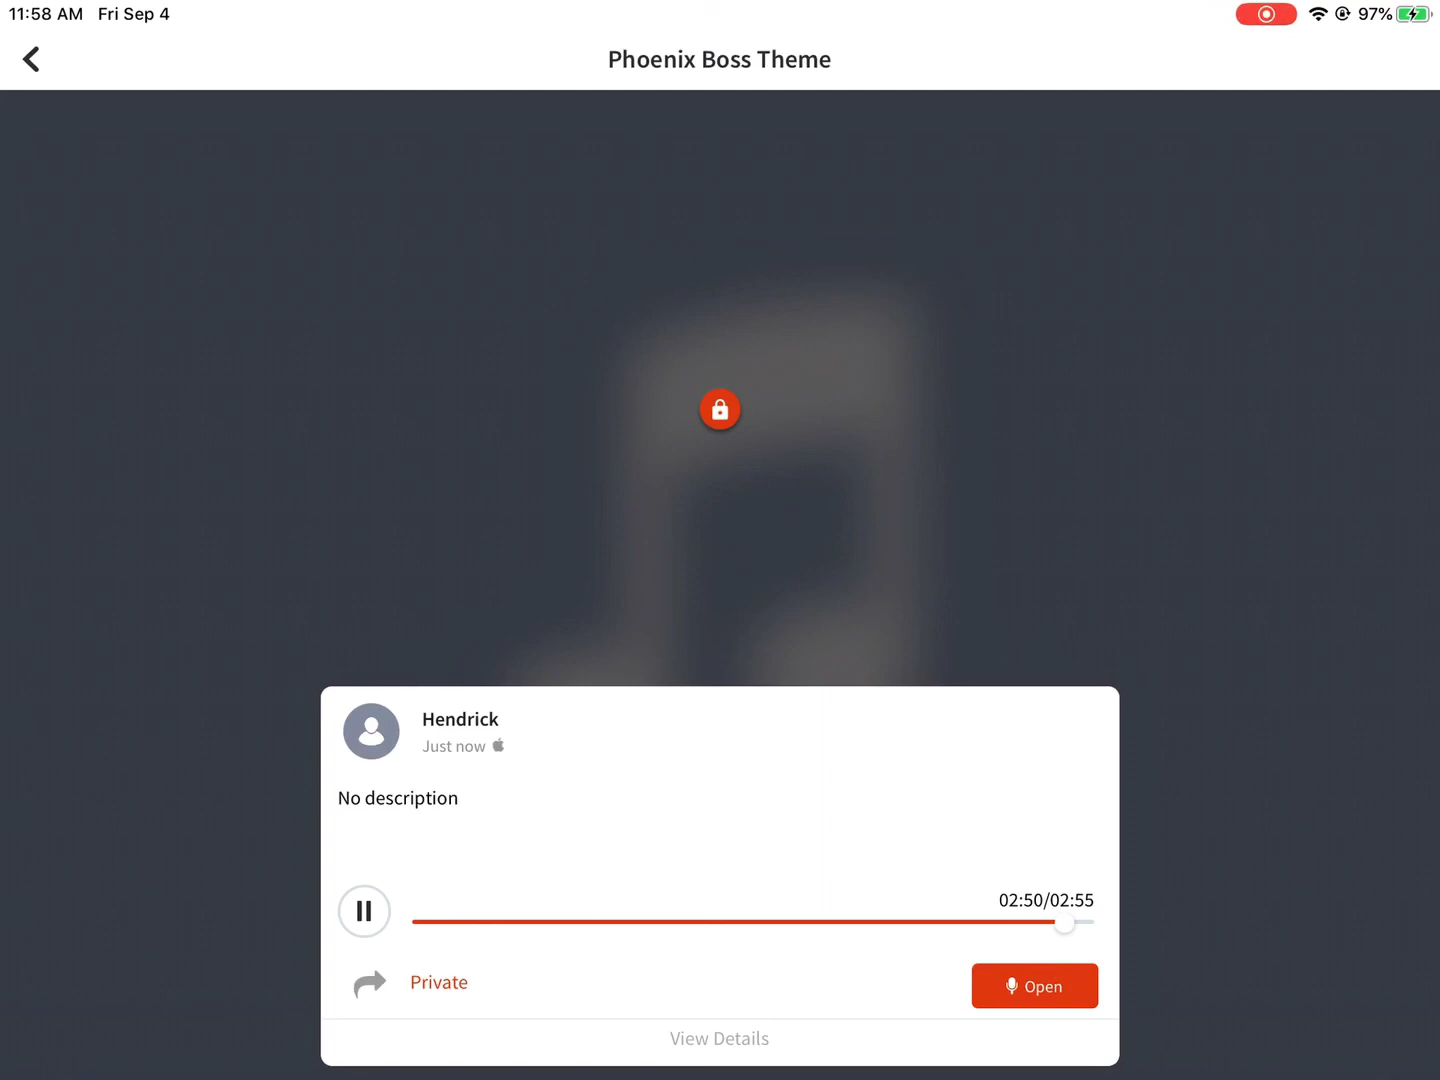 11:58 AM Fri Sep 4 97%
Phoenix Boss Theme
Hendrick
Just now
No description
02:50/02:55
Private
Open
View Details